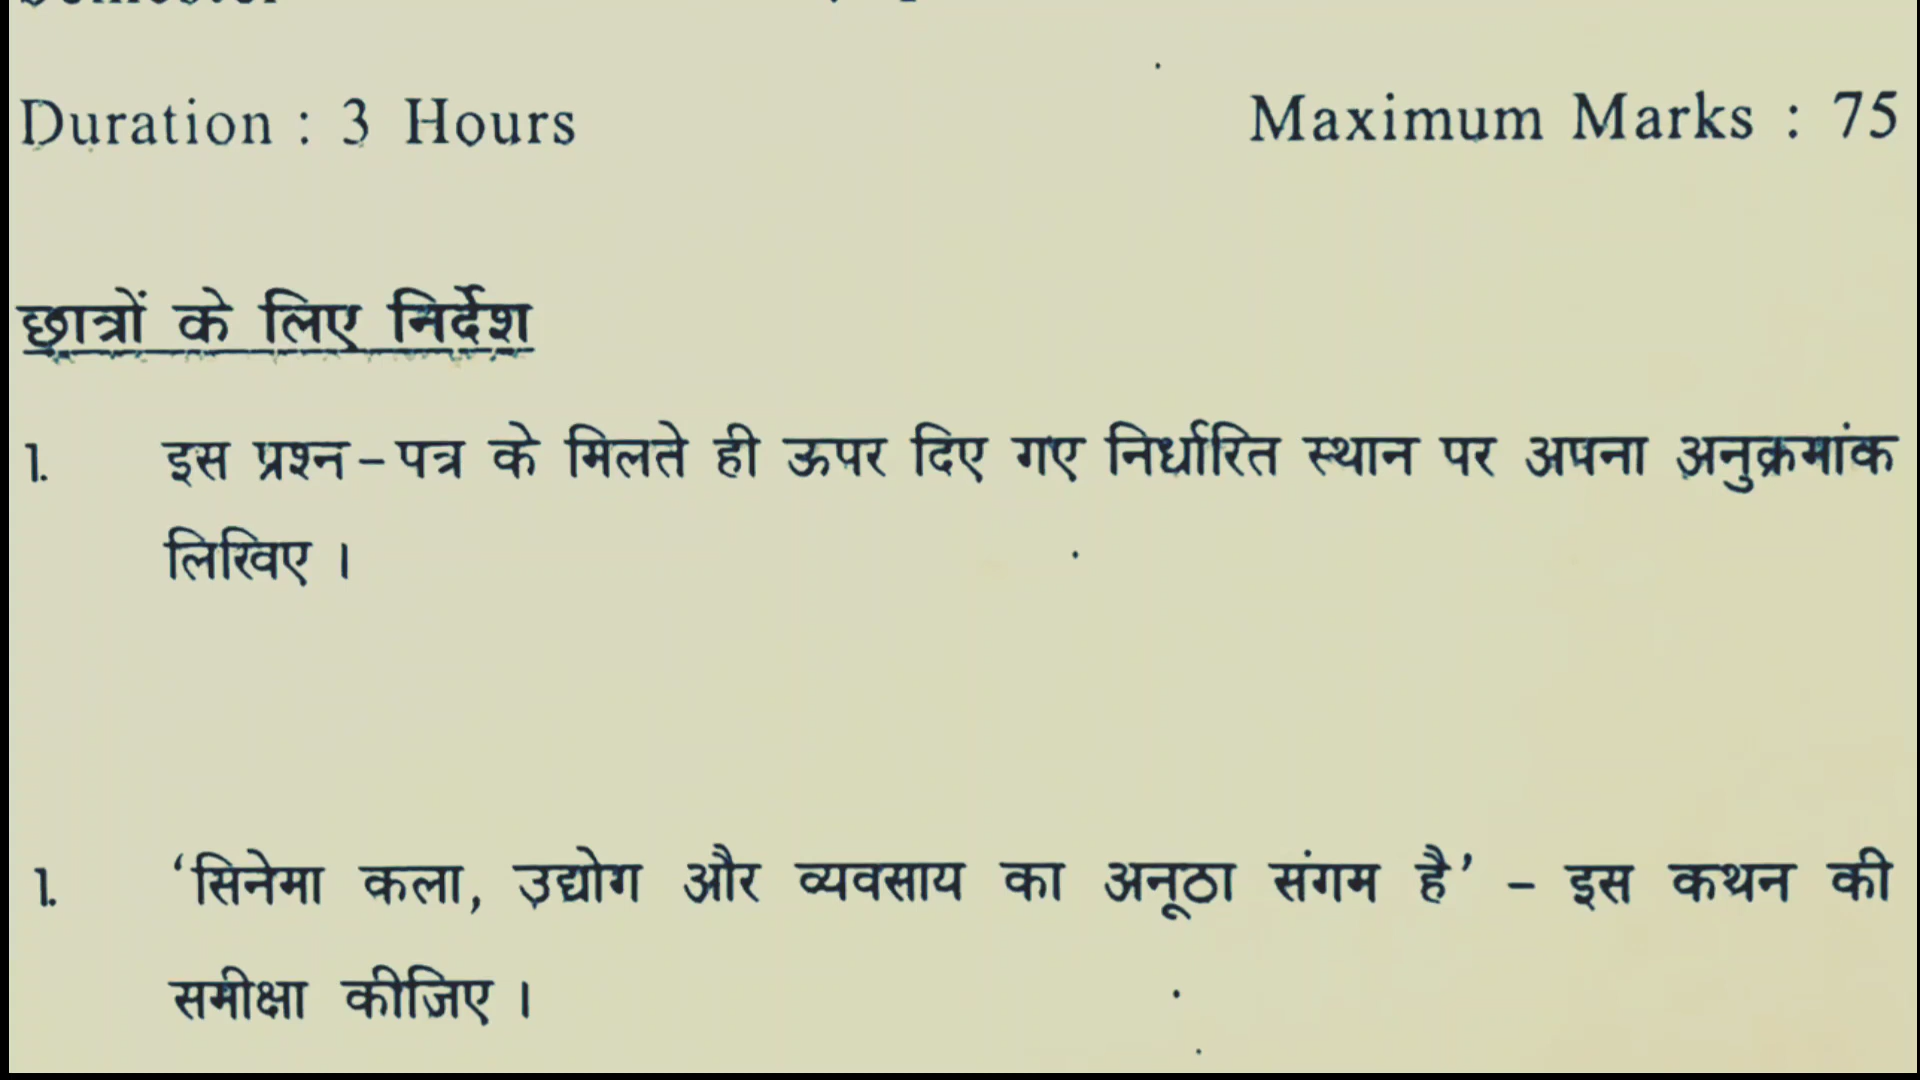 Duration : 3 Hours Maximum Marks : 75
छात्रों के लिए निर्देश
1. इस प्रश्न-पत्र के मिलते ही ऊपर दिए गए निर्धारित स्थान पर अपना अनुक्रमांक
लिखिए ।
1. ‘सिनेमा कला, उद्योग और व्यवसाय का अनूठा संगम है’ – इस कथन की
समीक्षा कीजिए ।